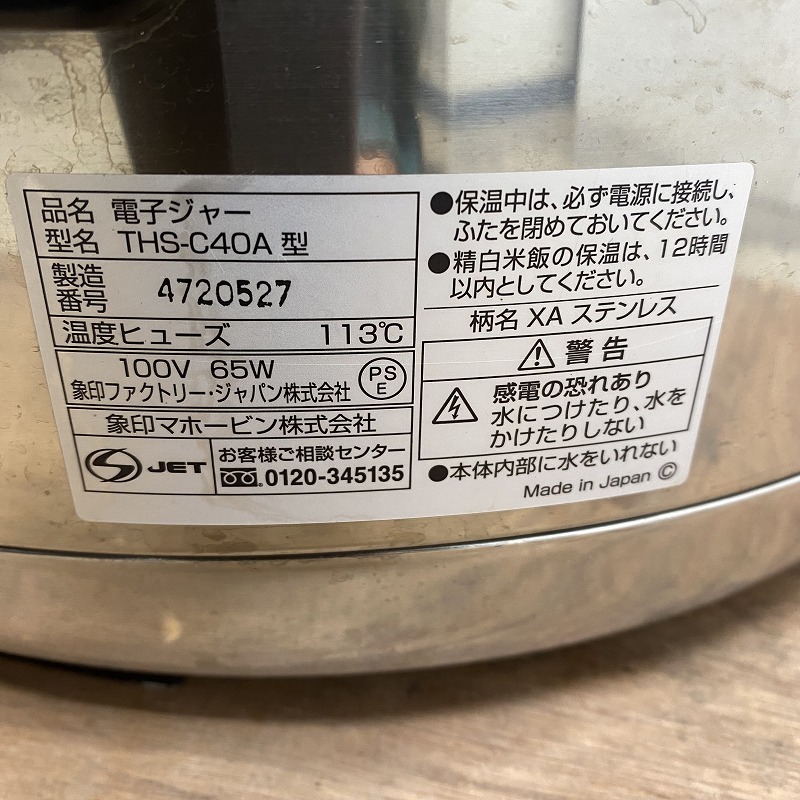 品名 電子ジャー
型名 THS-C40A 型
製造
番号 4720527
温度ヒューズ 113℃
100V 65W
象印ファクトリー・ジャパン株式会社
PS
E
象印マホービン株式会社
JET
お客様ご相談センター
0120-345135
●保温中は、必ず電源に接続し、
ふたを閉めておいてください。
●精白米飯の保温は、12時間
以内としてください。
柄名 XA ステンレス
警告
感電の恐れあり
水につけたり、水を
かけたりしない
●本体内部に水をいれない
Made in Japan Ⓒ